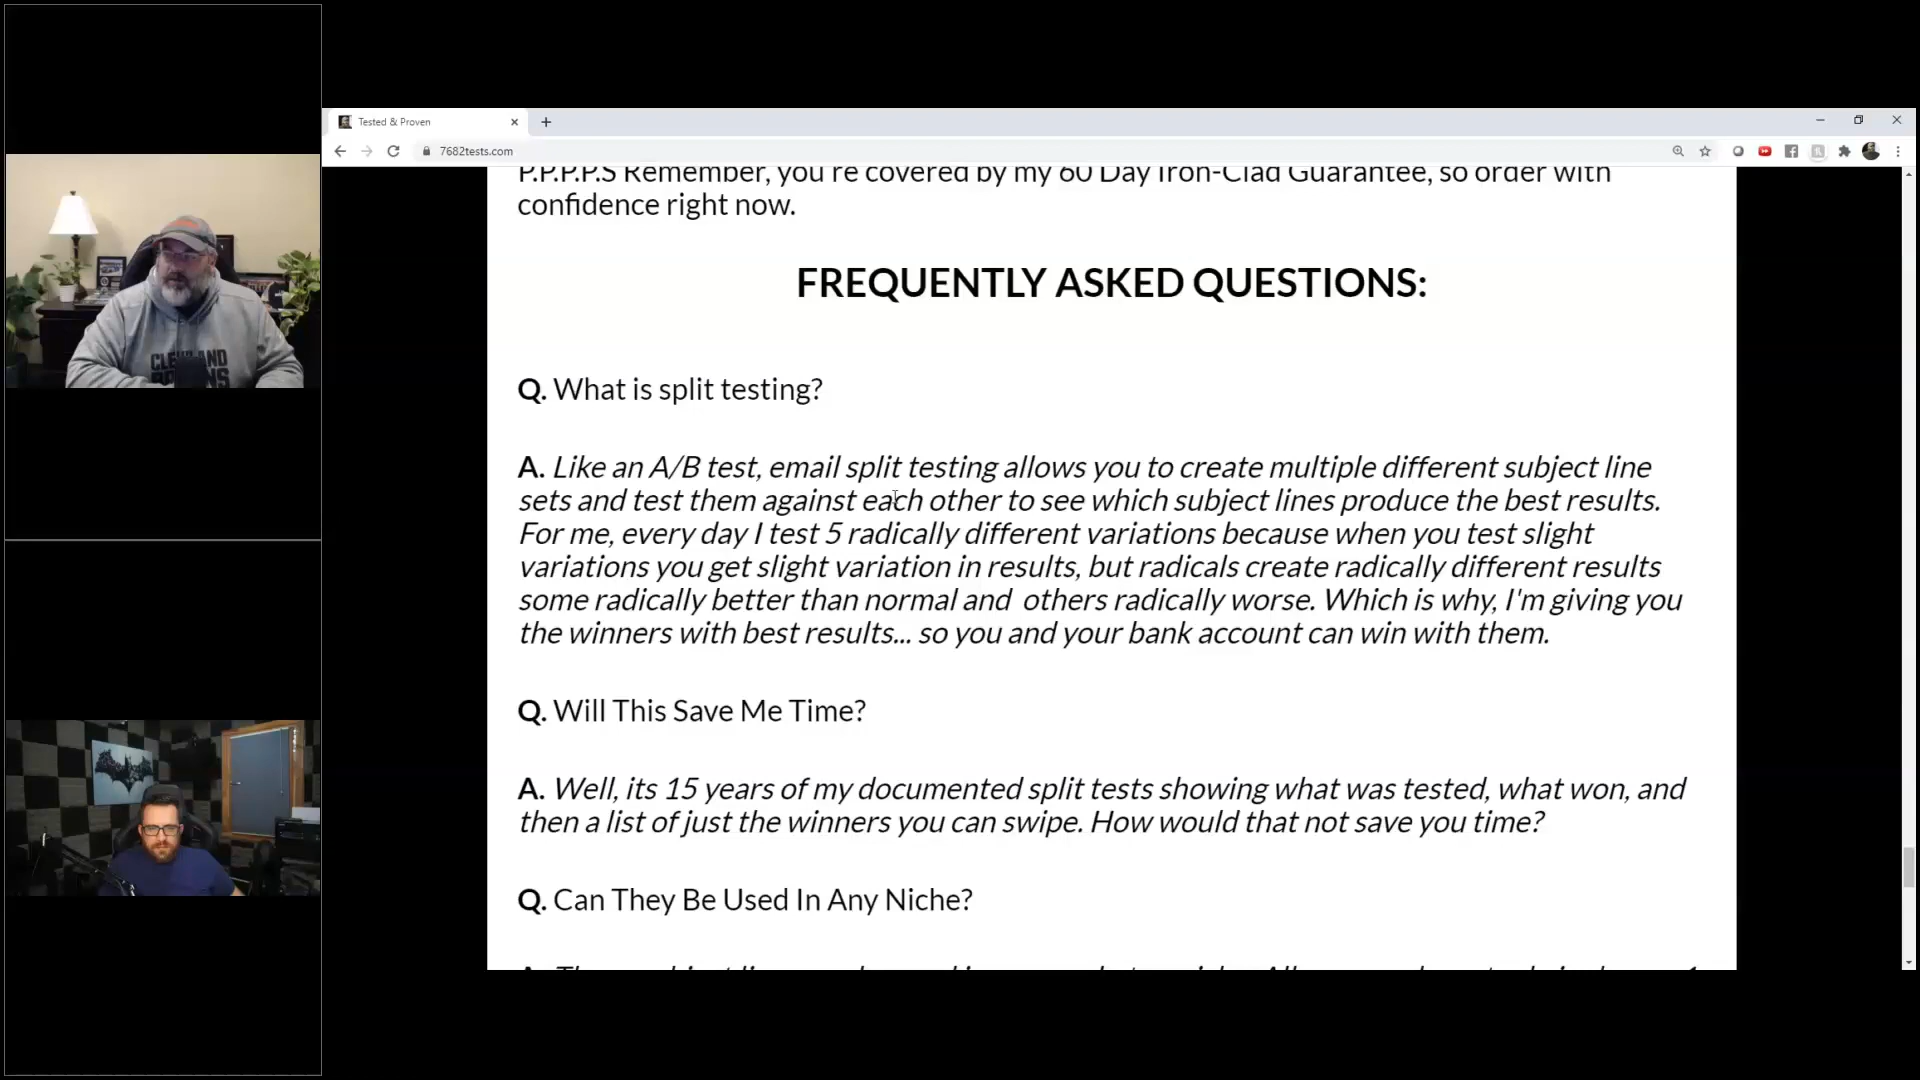 Tested & Proven
7682tests.com
P.P.P.P.S Remember, you're covered by my 60 Day Iron-Clad Guarantee, so order with
confidence right now.
FREQUENTLY ASKED QUESTIONS:
Q. What is split testing?
A. Like an A/B test, email split testing allows you to create multiple different subject line
sets and test them against each other to see which subject lines produce the best results.
For me, every day I test 5 radically different variations because when you test slight
variations you get slight variation in results, but radicals create radically different results
some radically better than normal and others radically worse. Which is why, I'm giving you
the winners with best results... so you and your bank account can win with them.
Q. Will This Save Me Time?
A. Well, its 15 years of my documented split tests showing what was tested, what won, and
then a list of just the winners you can swipe. How would that not save you time?
Q. Can They Be Used In Any Niche?